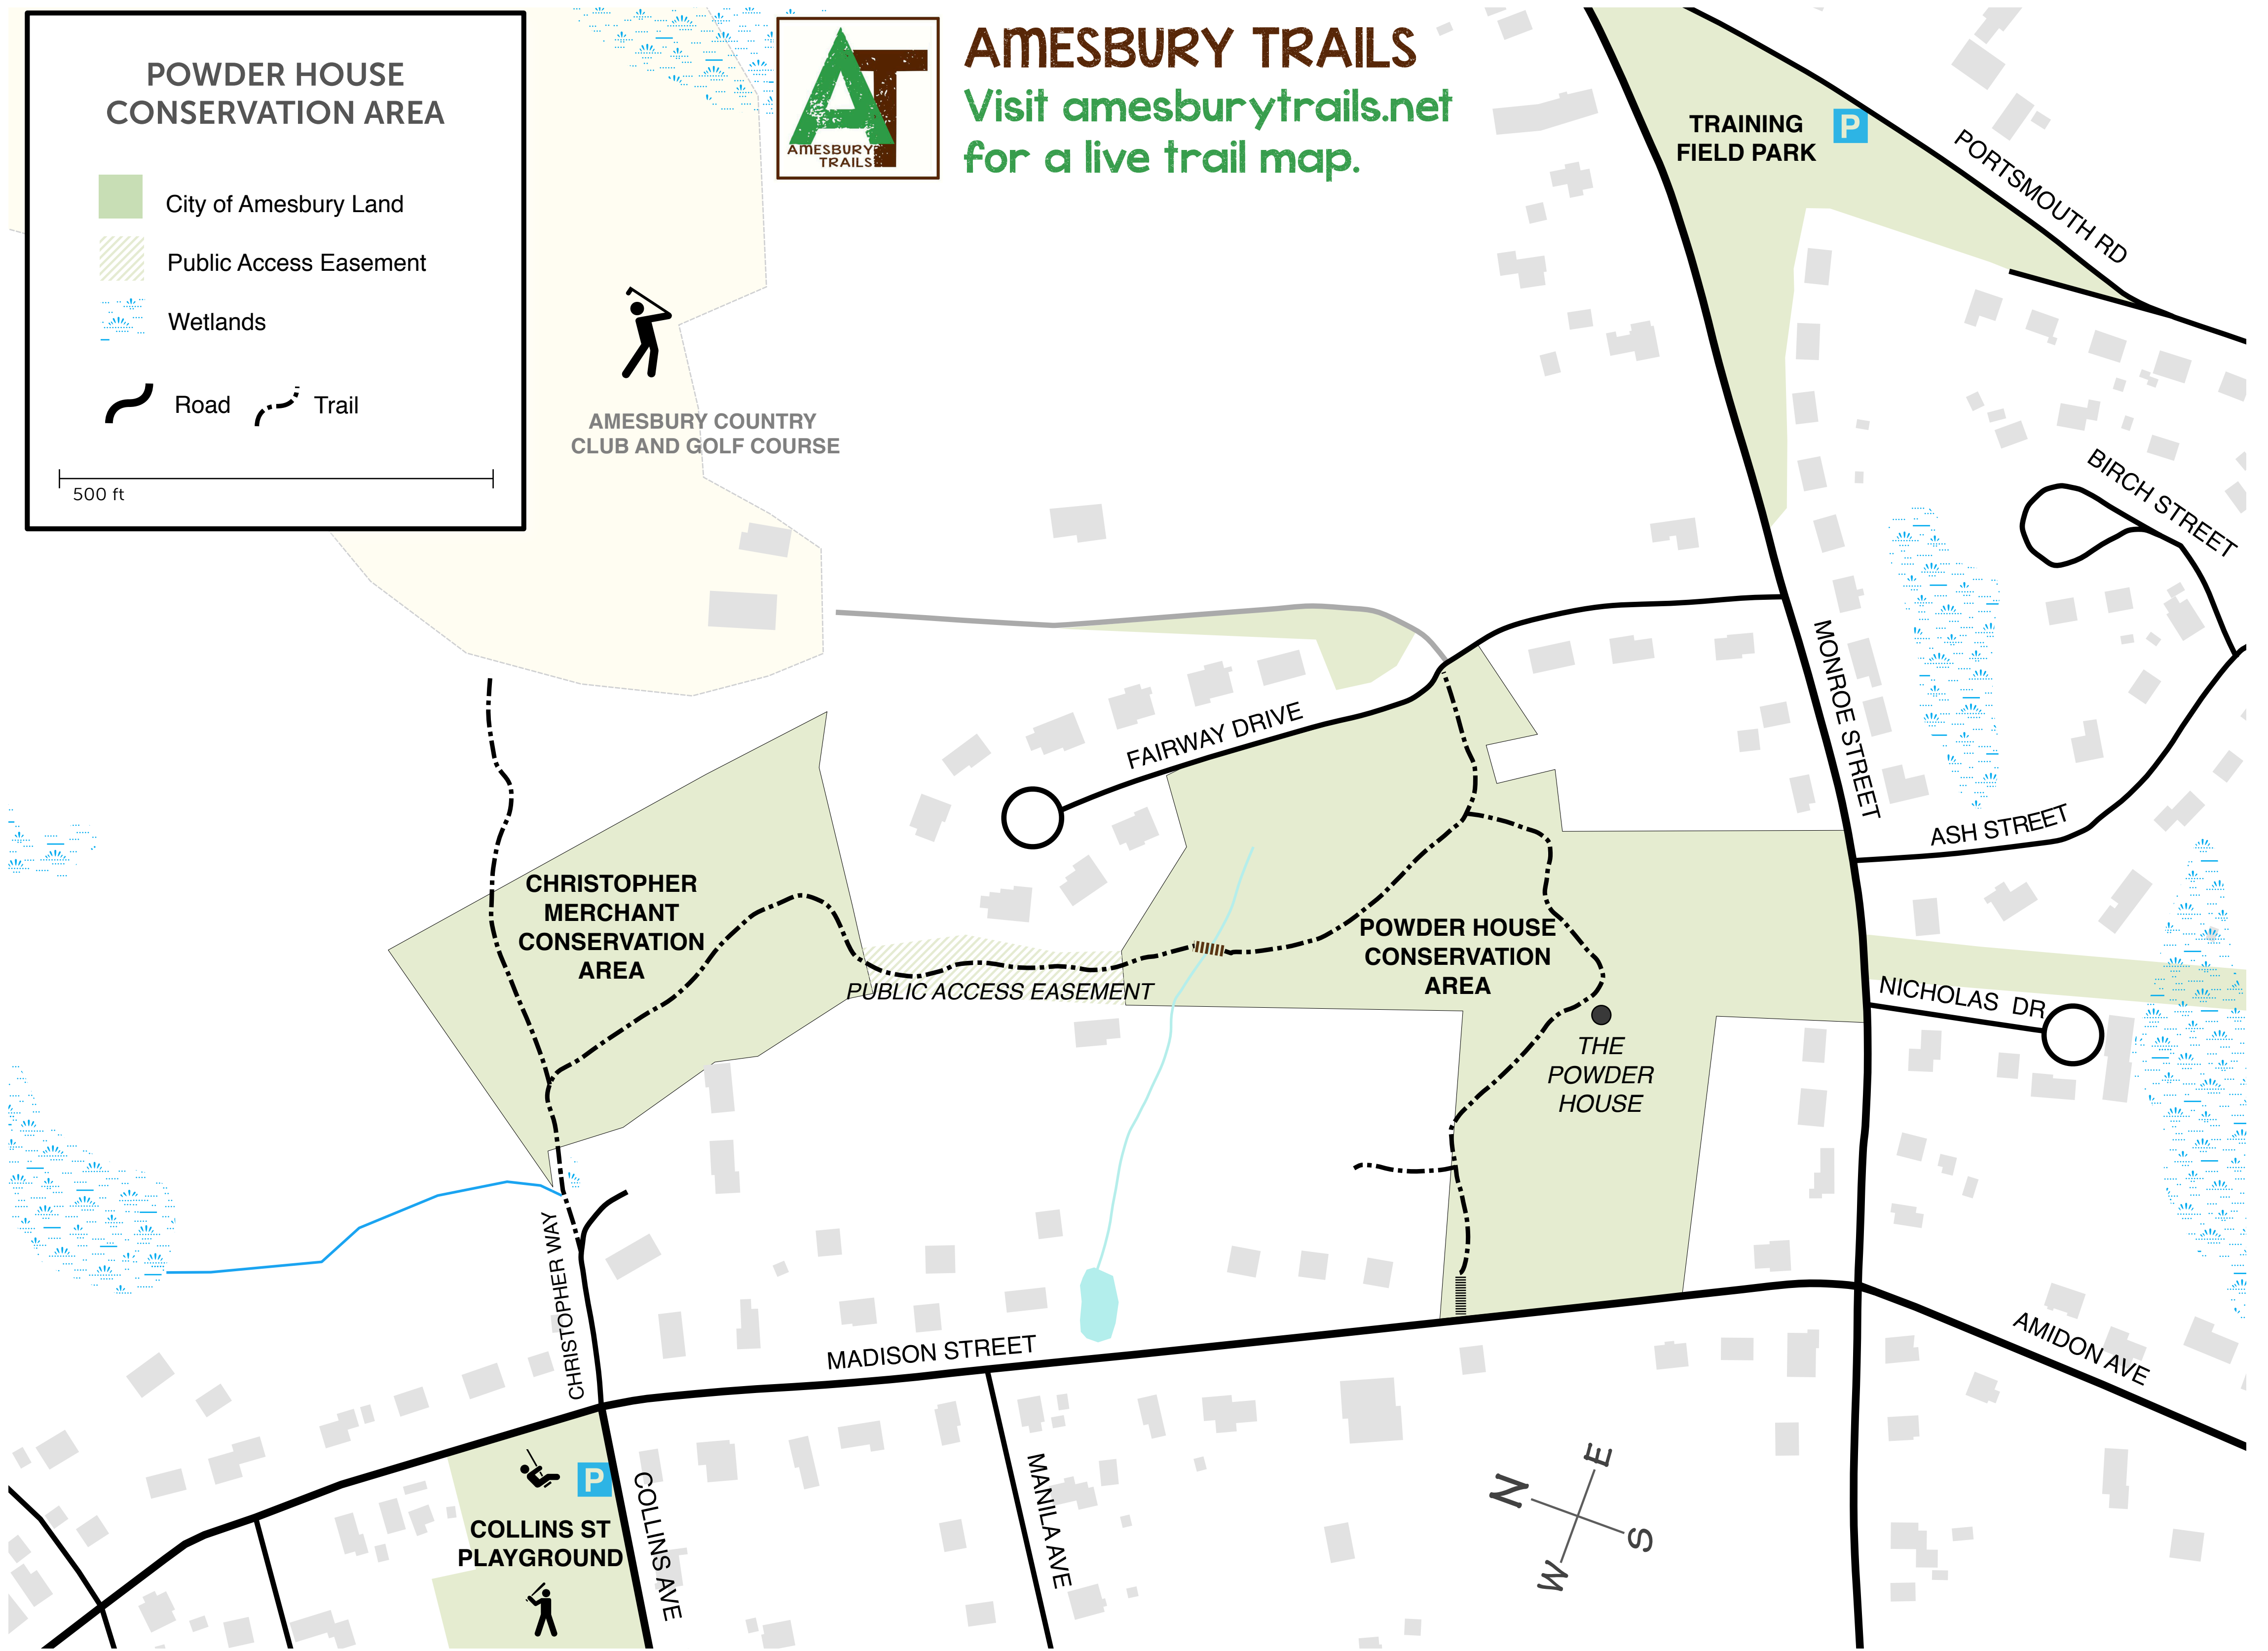 POWDER HOUSE
CONSERVATION AREA
City of Amesbury Land
Public Access Easement
Wetlands
Road
Trail
500 ft
AMESBURY
TRAILS
AMESBURY TRAILS
Visit amesburytrails.net
for a live trail map.
TRAINING
FIELD PARK
P
PORTSMOUTH RD
AMESBURY COUNTRY
CLUB AND GOLF COURSE
BIRCH STREET
MONROE STREET
FAIRWAY DRIVE
ASH STREET
CHRISTOPHER
MERCHANT
CONSERVATION
AREA
POWDER HOUSE
CONSERVATION
AREA
PUBLIC ACCESS EASEMENT
NICHOLAS DR
THE
POWDER
HOUSE
CHRISTOPHER WAY
MADISON STREET
AMIDON AVE
P
COLLINS ST
PLAYGROUND
COLLINS AVE
MANILA AVE
N
E
S
W